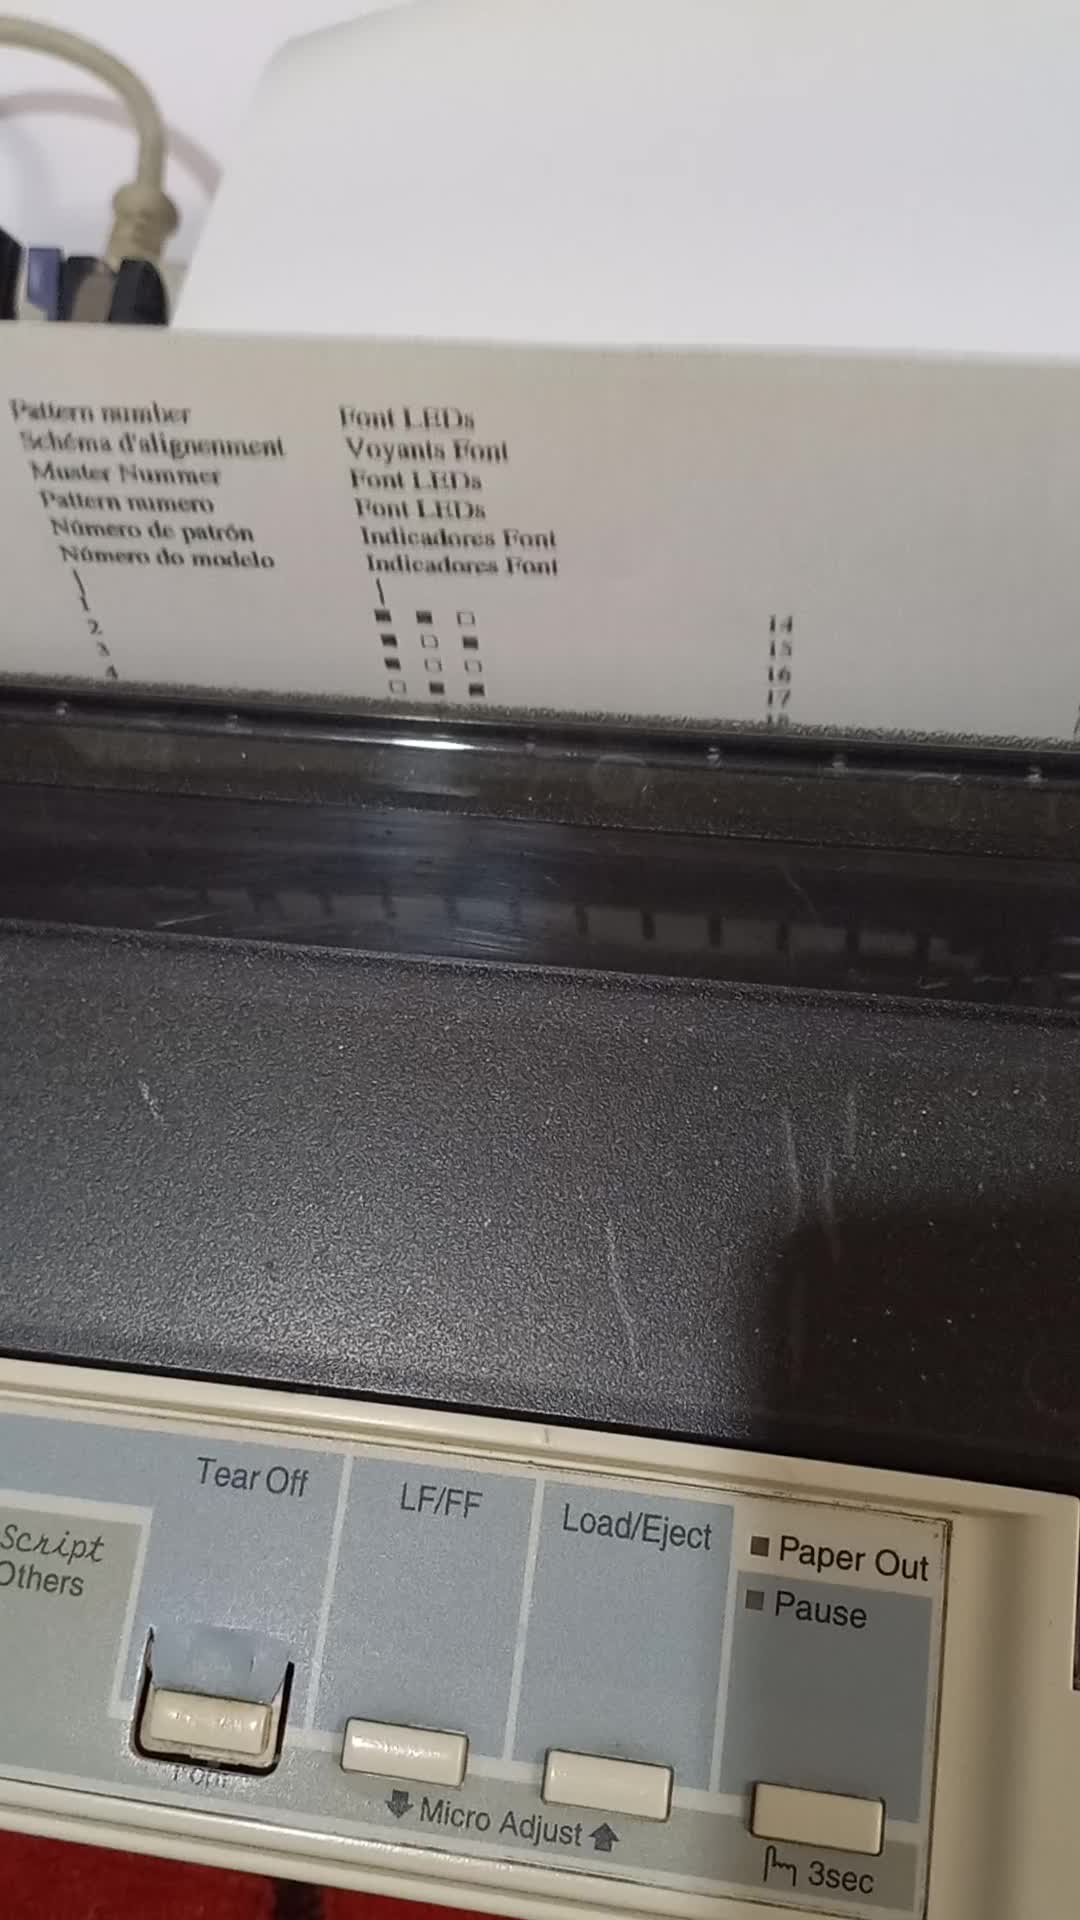 Pattern number Font LEDs
Schéma d'alignenment Voyants Font
Muster Nummer Font LEDs
Pattern numero Font LEDs
Número de patrón Indicadores Font
Número do modelo Indicadores Font
1 14
2 15
3 16
4 17
18
Tear Off
LF/FF
Load/Eject
Paper Out
Pause
Script
Others
Micro Adjust
3sec